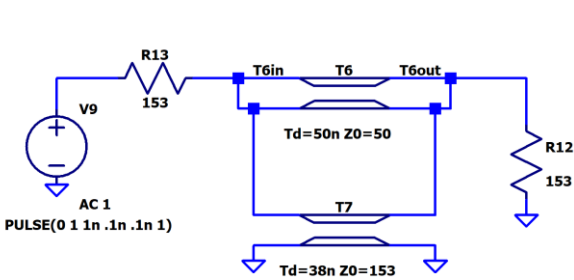 R13
T6in
T6
T6out
153
V9
Td=50n Z0=50
R12
153
AC 1
T7
PULSE(0 1 1n .1n .1n 1)
Td=38n Z0=153